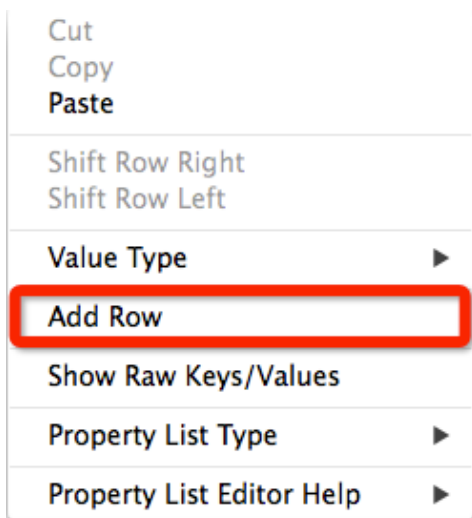 Cut
Copy
Paste
Shift Row Right
Shift Row Left
Value Type
Add Row
Show Raw Keys/Values
Property List Type
Property List Editor Help